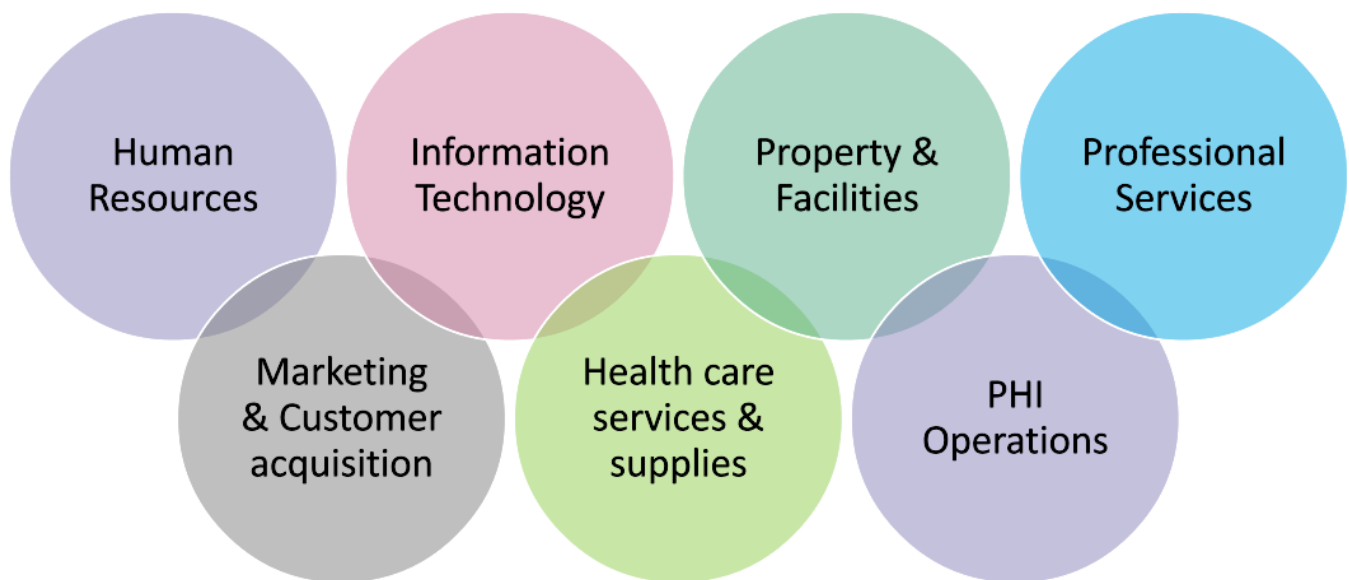 Human
Resources
Information
Technology
Property &
Facilities
Professional
Services
Marketing
& Customer
acquisition
Health care
services &
supplies
PHI
Operations